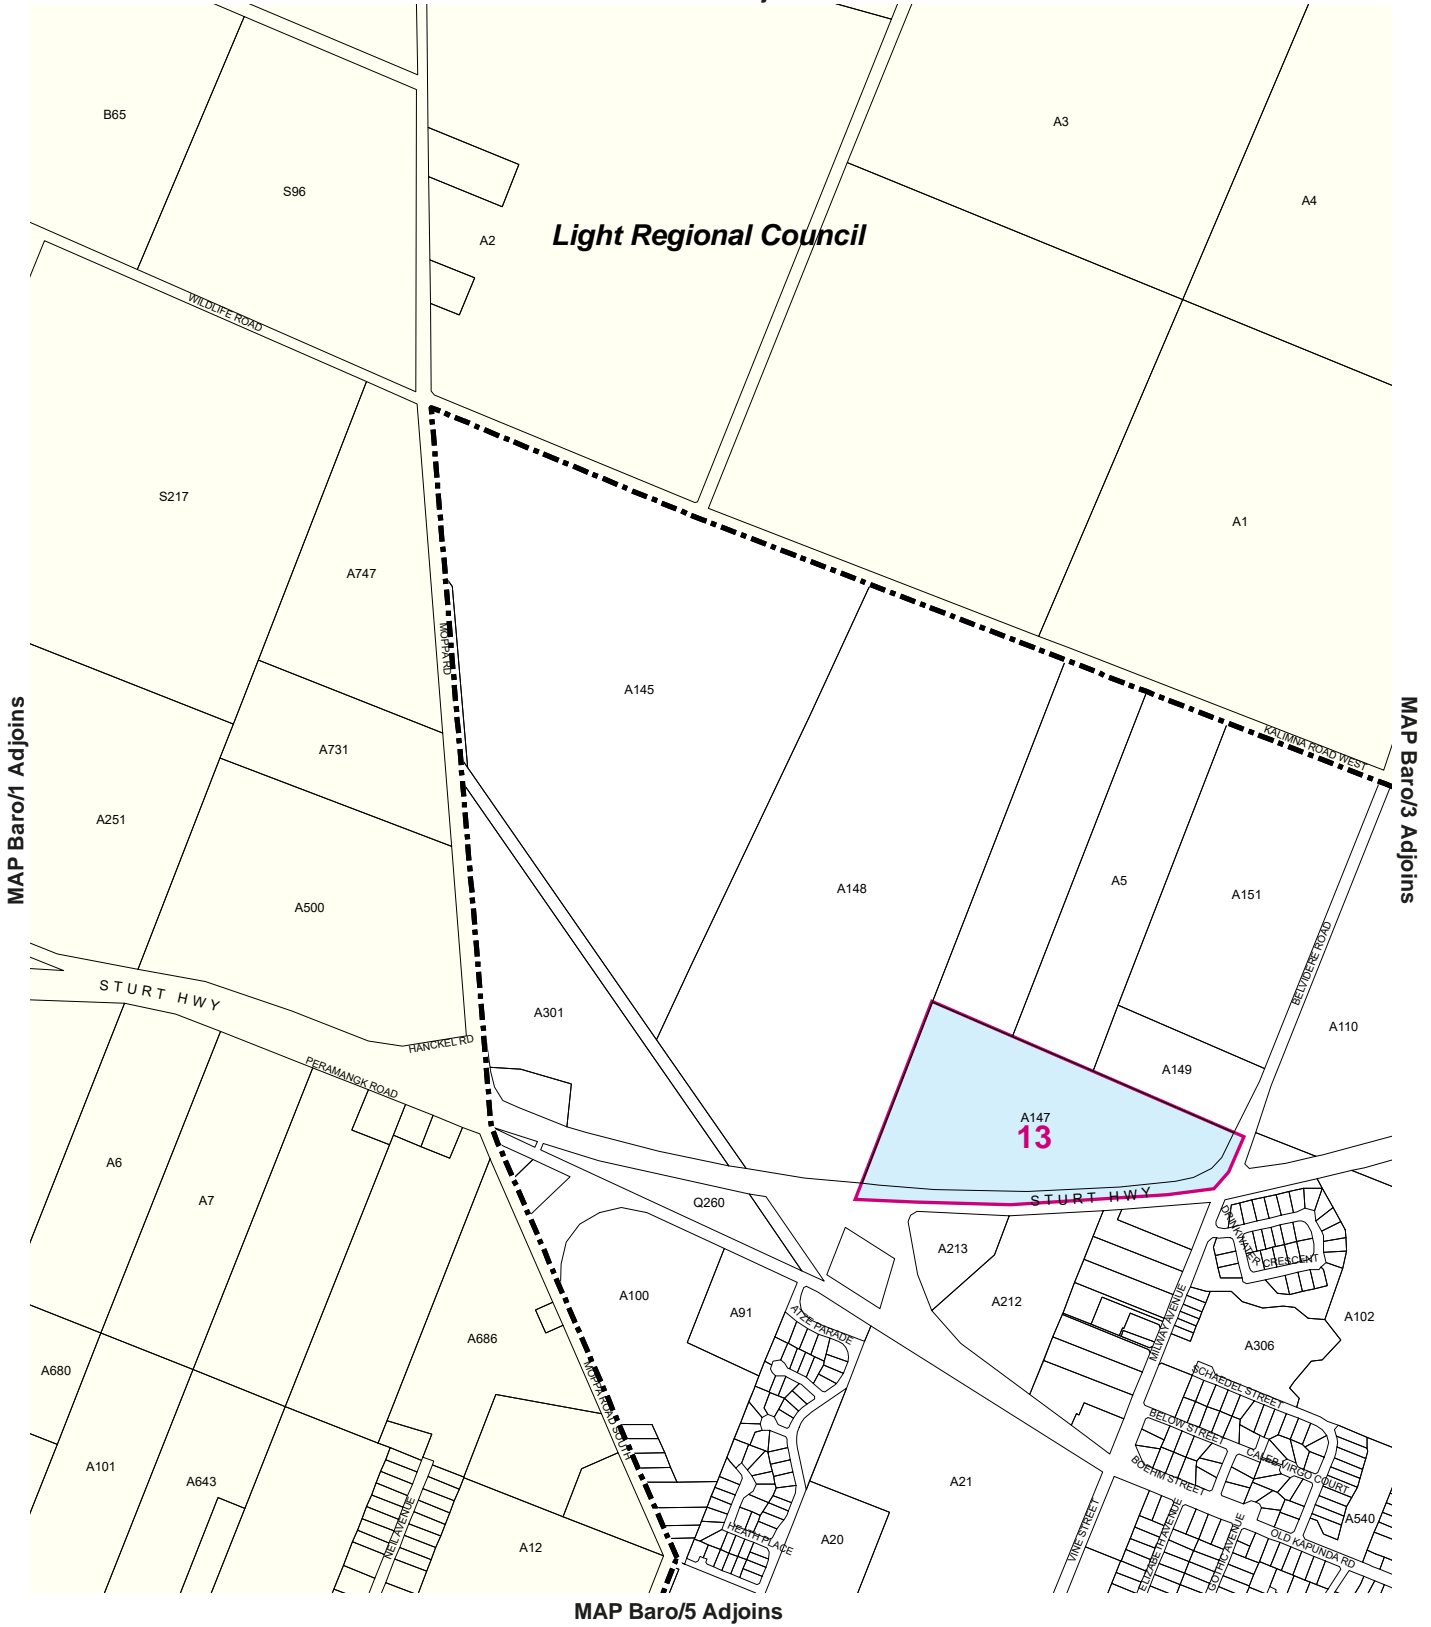 B65
S96
A3
A4
A2
Light Regional Council
WILDLIFE ROAD
S217
A1
A747
MOPPA RD
A145
KALIMNA ROAD WEST
A731
MAP Baro/1 Adjoins
MAP Baro/3 Adjoins
A251
A148
A5
A151
A500
BELVIDERE ROAD
STURT HWY
A301
A110
HANCKEL RD
PERAMANGK ROAD
A149
A147
13
A6
A7
STURT HWY
Q260
DRINKWATER CRESCENT
A213
A100
A91
A212
A102
ATZE PARADE
MILWAY AVENUE
A686
A306
A680
SCHAEDEL STREET
MOPPA ROAD SOUTH
BELOW STREET
CALEB VIRGO COURT
A101
A643
BOEHM STREET
A21
NEIL AVENUE
A12
HEATH PLACE
A20
VINE STREET
ELIZABETH AVENUE
GOTHIC AVENUE
A540
OLD KAPUNDA RD
MAP Baro/5 Adjoins